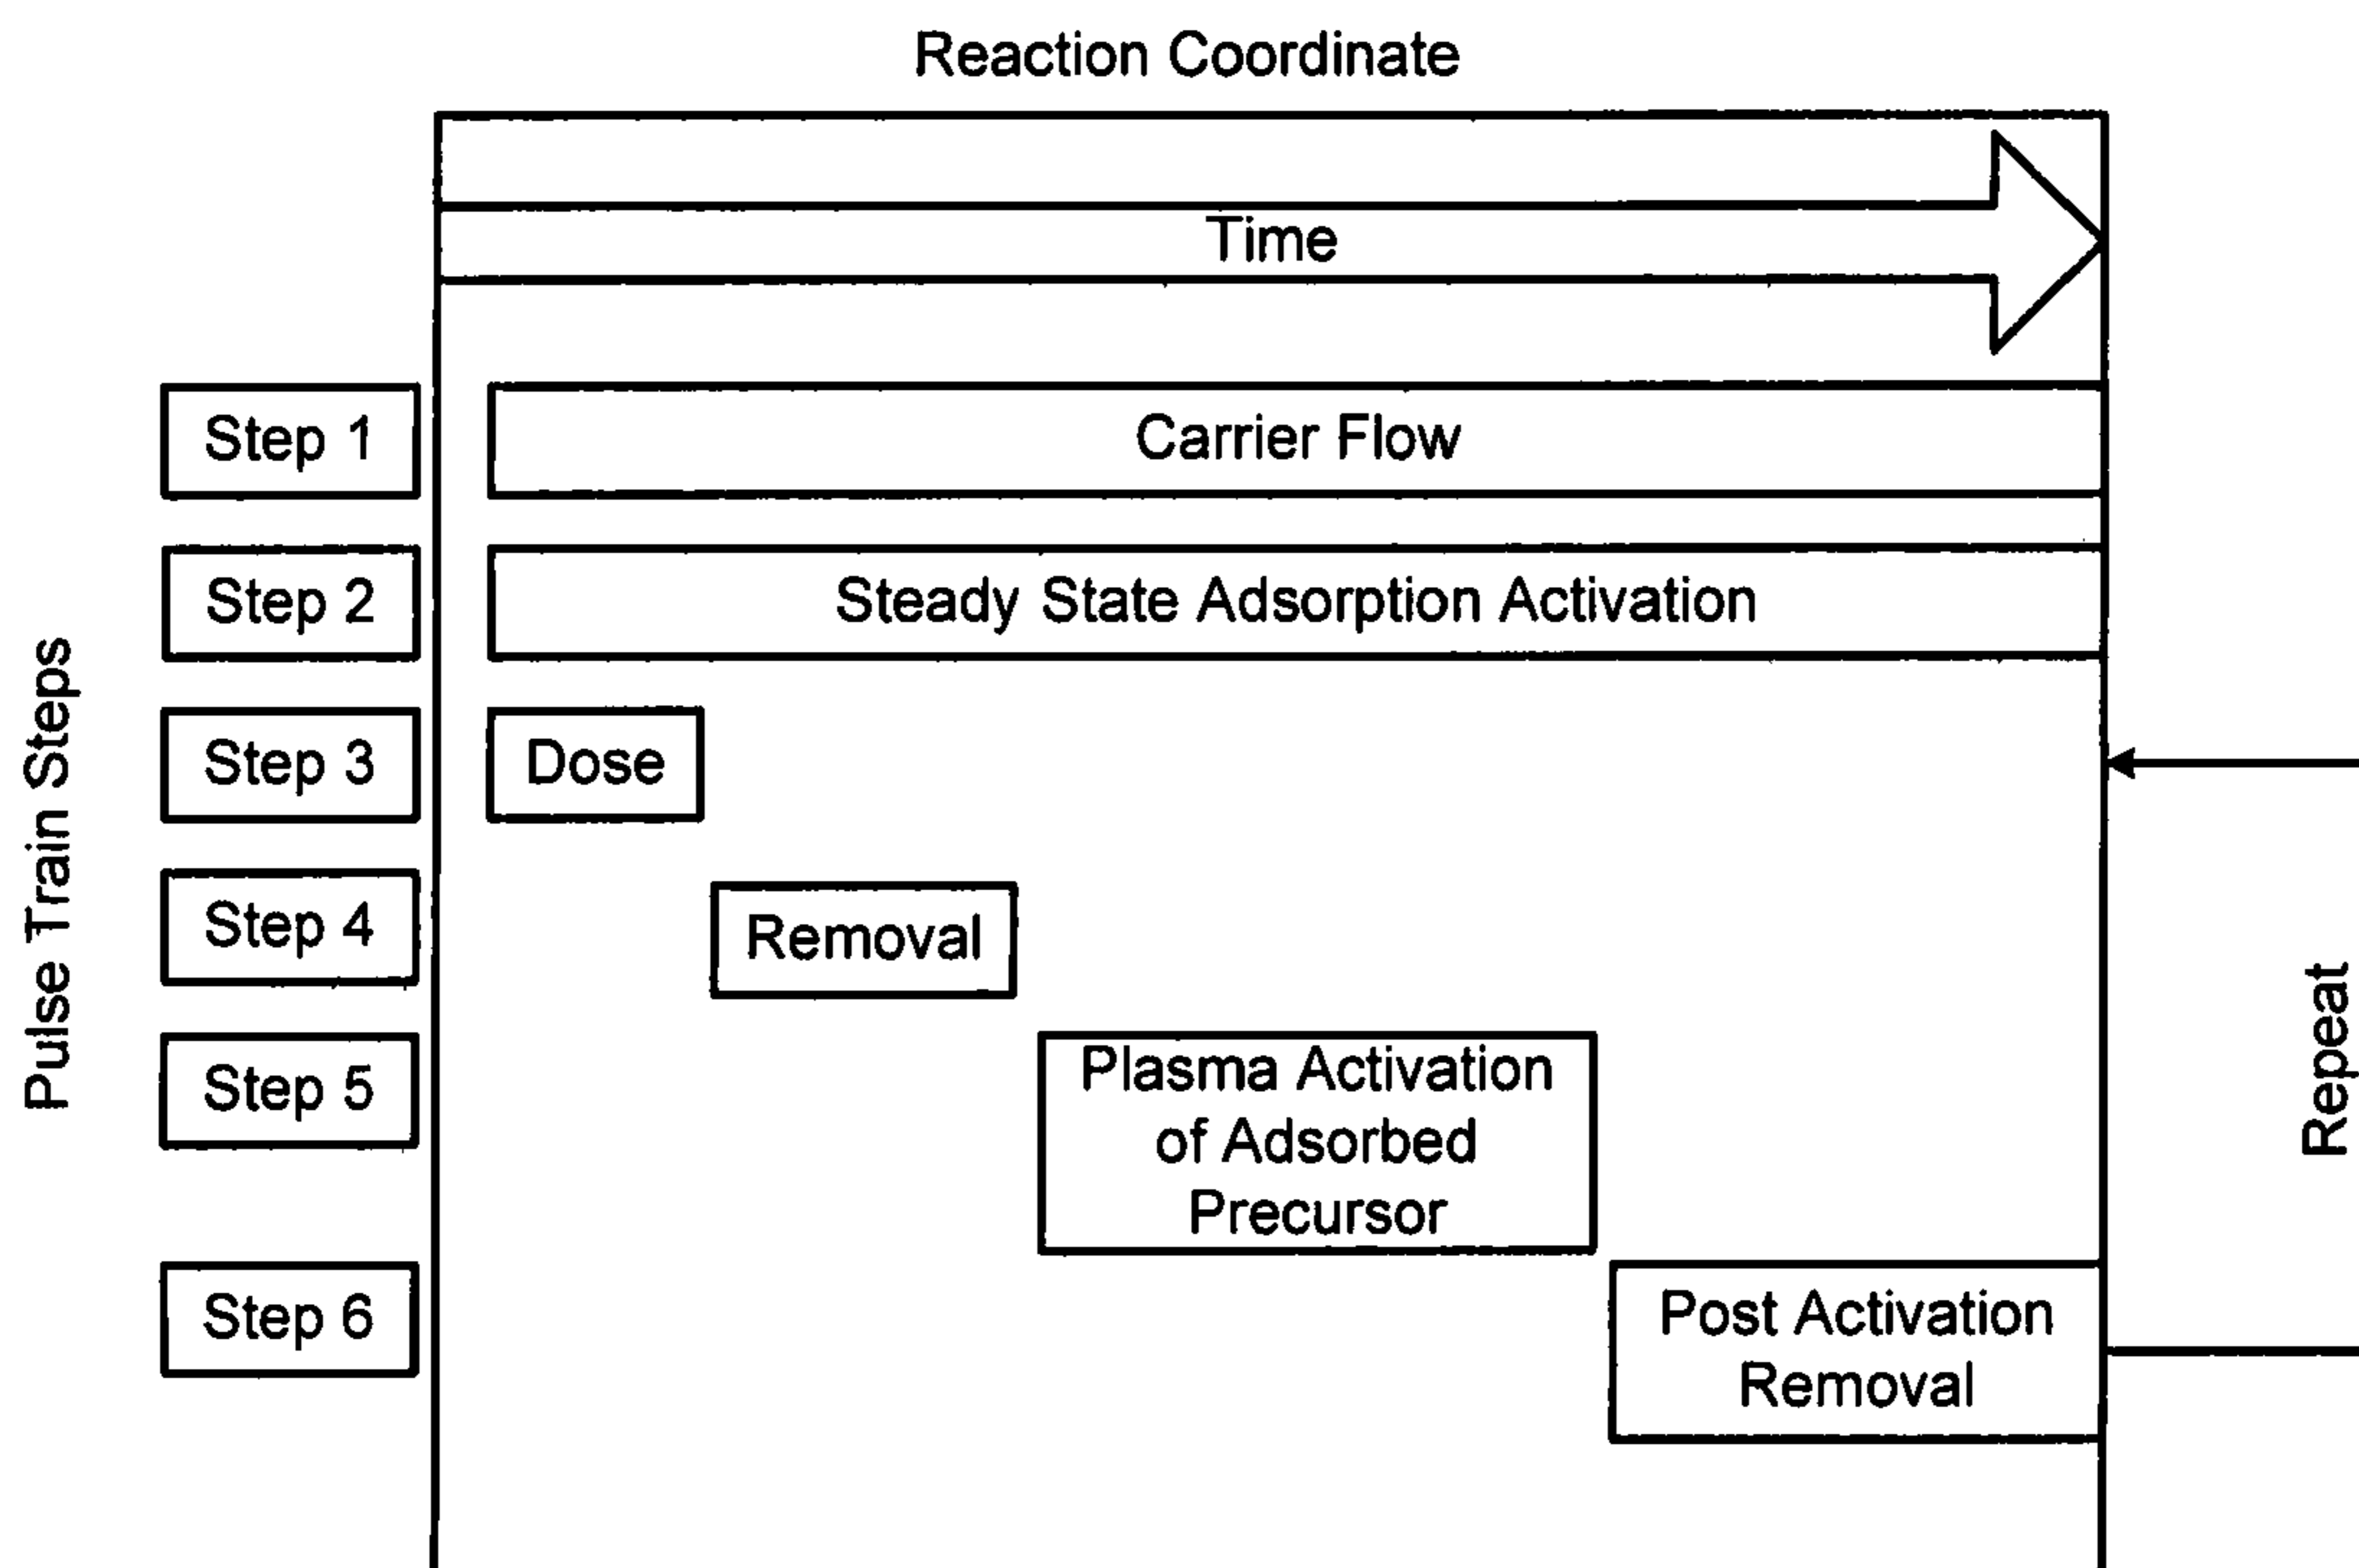 Reaction Coordinate
Time
Pulse Train Steps
Step 1
Carrier Flow
Step 2
Steady State Adsorption Activation
Step 3
Dose
Step 4
Removal
Step 5
Plasma Activation
of Adsorbed
Precursor
Step 6
Post Activation
Removal
Repeat